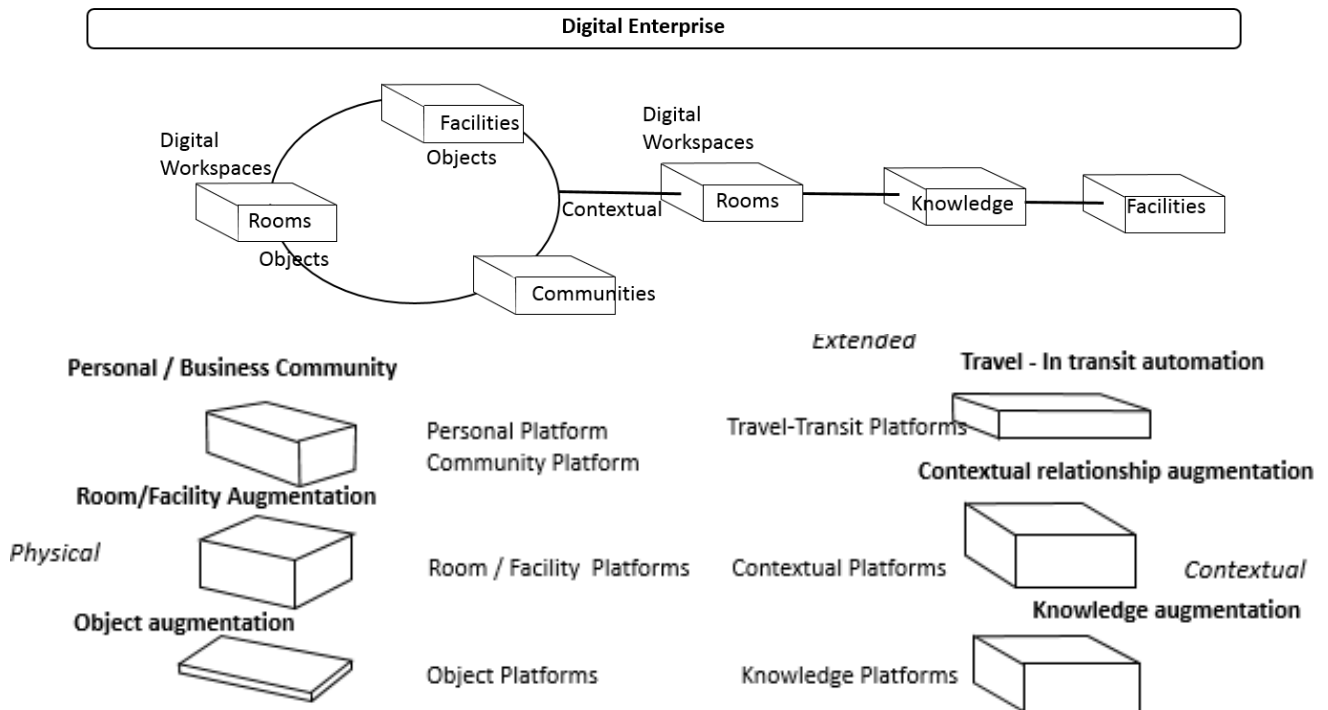 Digital Enterprise
Facilities
Objects
Digital
Workspaces
Rooms
Objects
Communities
Contextual
Digital
Workspaces
Rooms
Knowledge
Facilities
Extended
Personal / Business Community
Travel - In transit automation
Personal Platform
Community Platform
Travel-Transit Platforms
Room/Facility Augmentation
Contextual relationship augmentation
Physical
Room / Facility Platforms
Contextual Platforms
Contextual
Object augmentation
Knowledge augmentation
Object Platforms
Knowledge Platforms